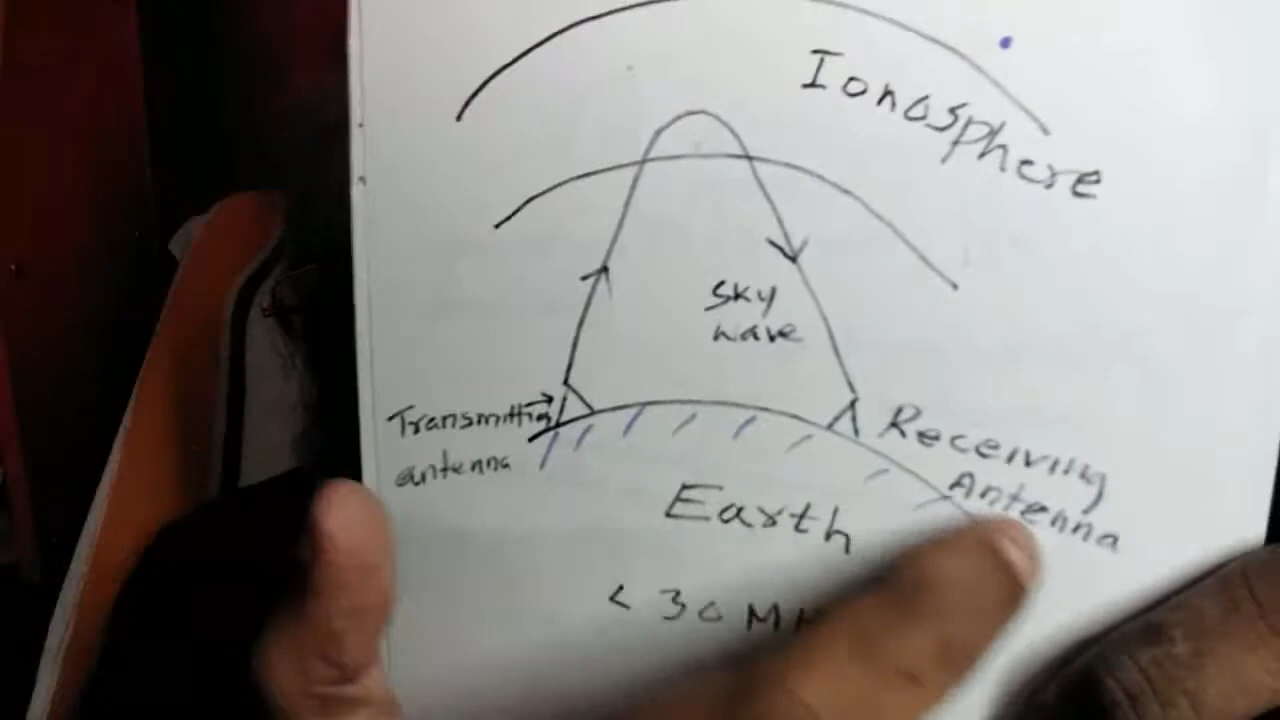 Ionosphere
Sky
wave
Transmitting
antenna
Receiving
Antenna
Earth
< 30 M